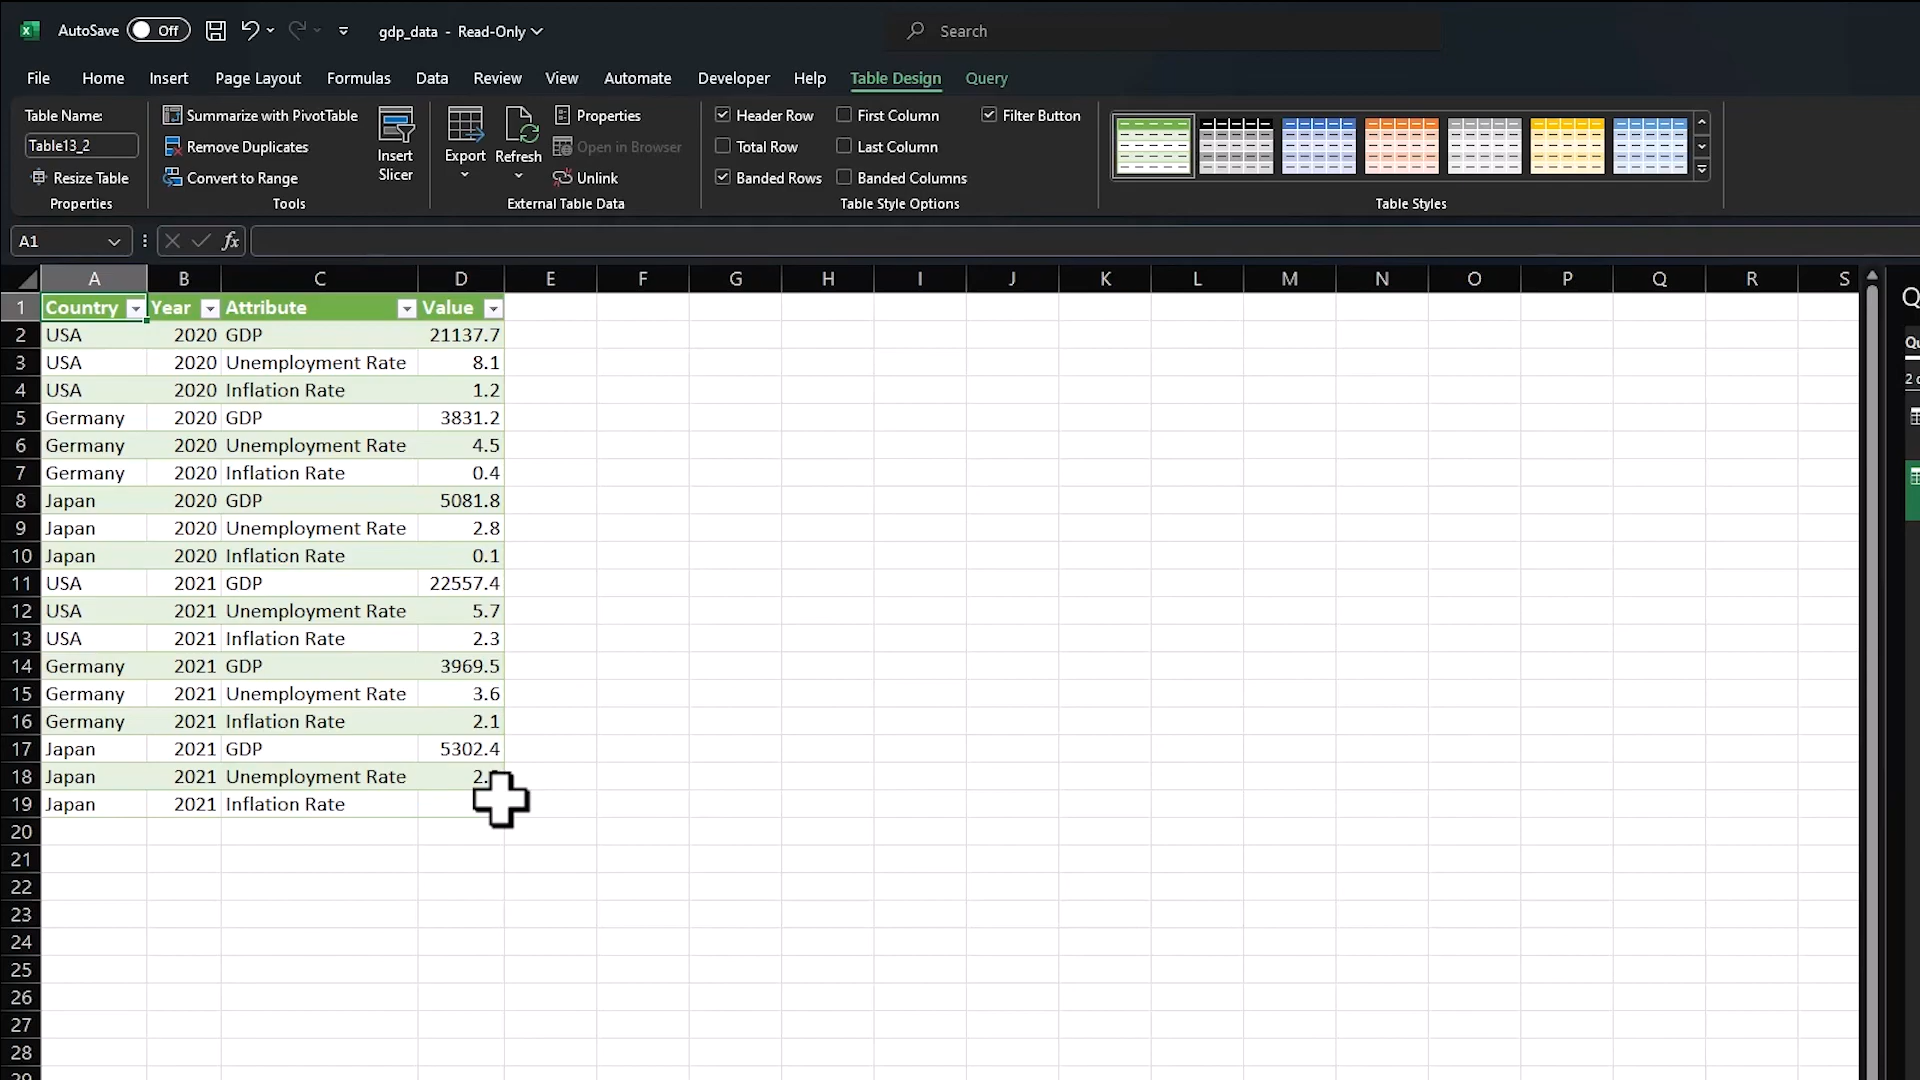 AutoSave Off gdp_data - Read-Only Search
File Home Insert Page Layout Formulas Data Review View Automate Developer Help Table Design Query
Table Name: Summarize with PivotTable Properties Header Row First Column Filter Button
Table13_2 Remove Duplicates Insert Slicer Export Refresh Open in Browser Total Row Last Column
Resize Table Convert to Range Unlink Banded Rows Banded Columns
Properties Tools External Table Data Table Style Options Table Styles
A1 fx
A B C D E F G H I J K L M N O P Q R S
1 Country Year Attribute Value
2 USA 2020 GDP 21137.7
3 USA 2020 Unemployment Rate 8.1
4 USA 2020 Inflation Rate 1.2
5 Germany 2020 GDP 3831.2
6 Germany 2020 Unemployment Rate 4.5
7 Germany 2020 Inflation Rate 0.4
8 Japan 2020 GDP 5081.8
9 Japan 2020 Unemployment Rate 2.8
10 Japan 2020 Inflation Rate 0.1
11 USA 2021 GDP 22557.4
12 USA 2021 Unemployment Rate 5.7
13 USA 2021 Inflation Rate 2.3
14 Germany 2021 GDP 3969.5
15 Germany 2021 Unemployment Rate 3.6
16 Germany 2021 Inflation Rate 2.1
17 Japan 2021 GDP 5302.4
18 Japan 2021 Unemployment Rate
19 Japan 2021 Inflation Rate
20
21
22
23
24
25
26
27
28